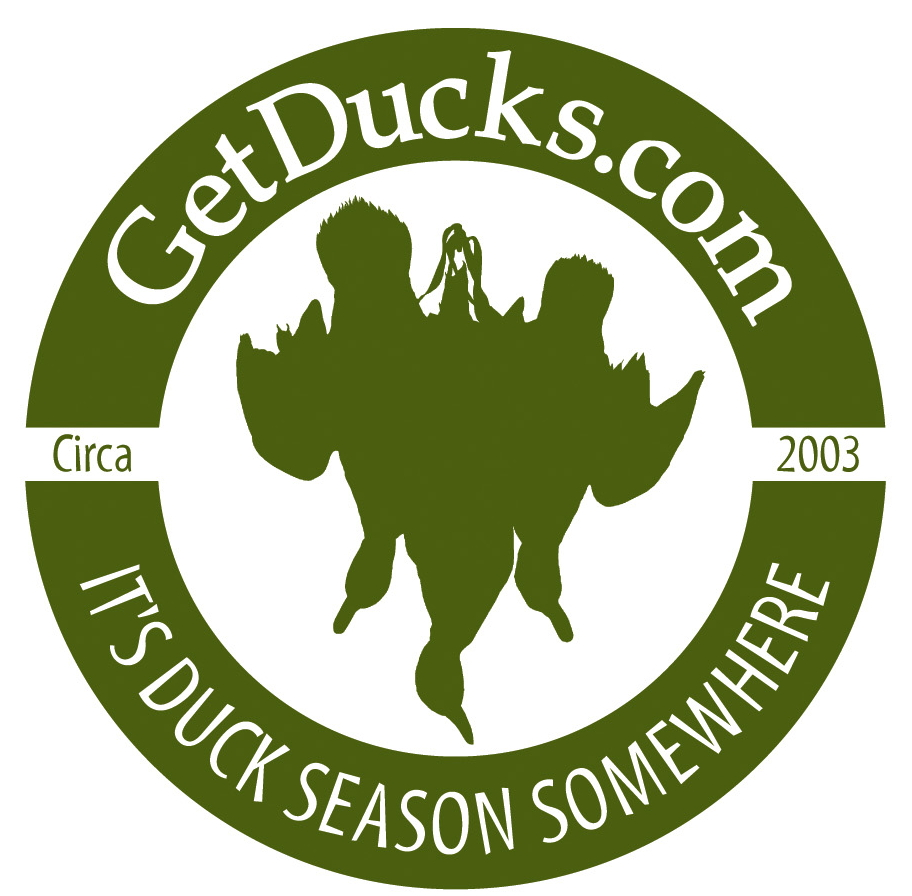 GetDucks.com
Circa
2003
IT'S DUCK SEASON SOMEWHERE